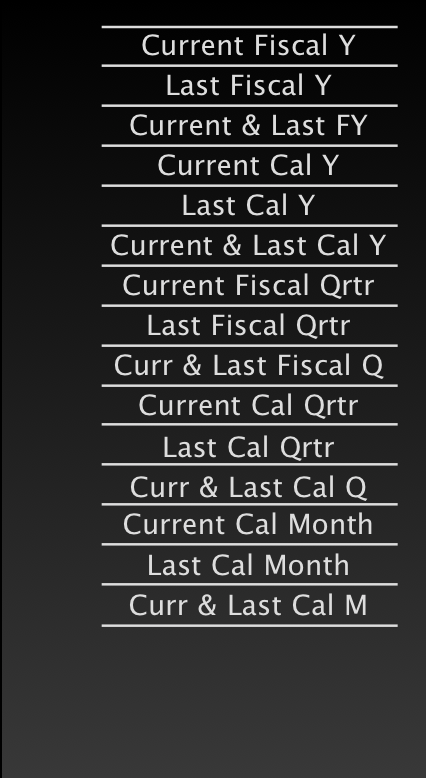 Current Fiscal Y
Last Fiscal Y
Current & Last FY
Current Cal Y
Last Cal Y
Current & Last Cal Y
Current Fiscal Qrtr
Last Fiscal Qrtr
Curr & Last Fiscal Q
Current Cal Qrtr
Last Cal Qrtr
Curr & Last Cal Q
Current Cal Month
Last Cal Month
Curr & Last Cal M